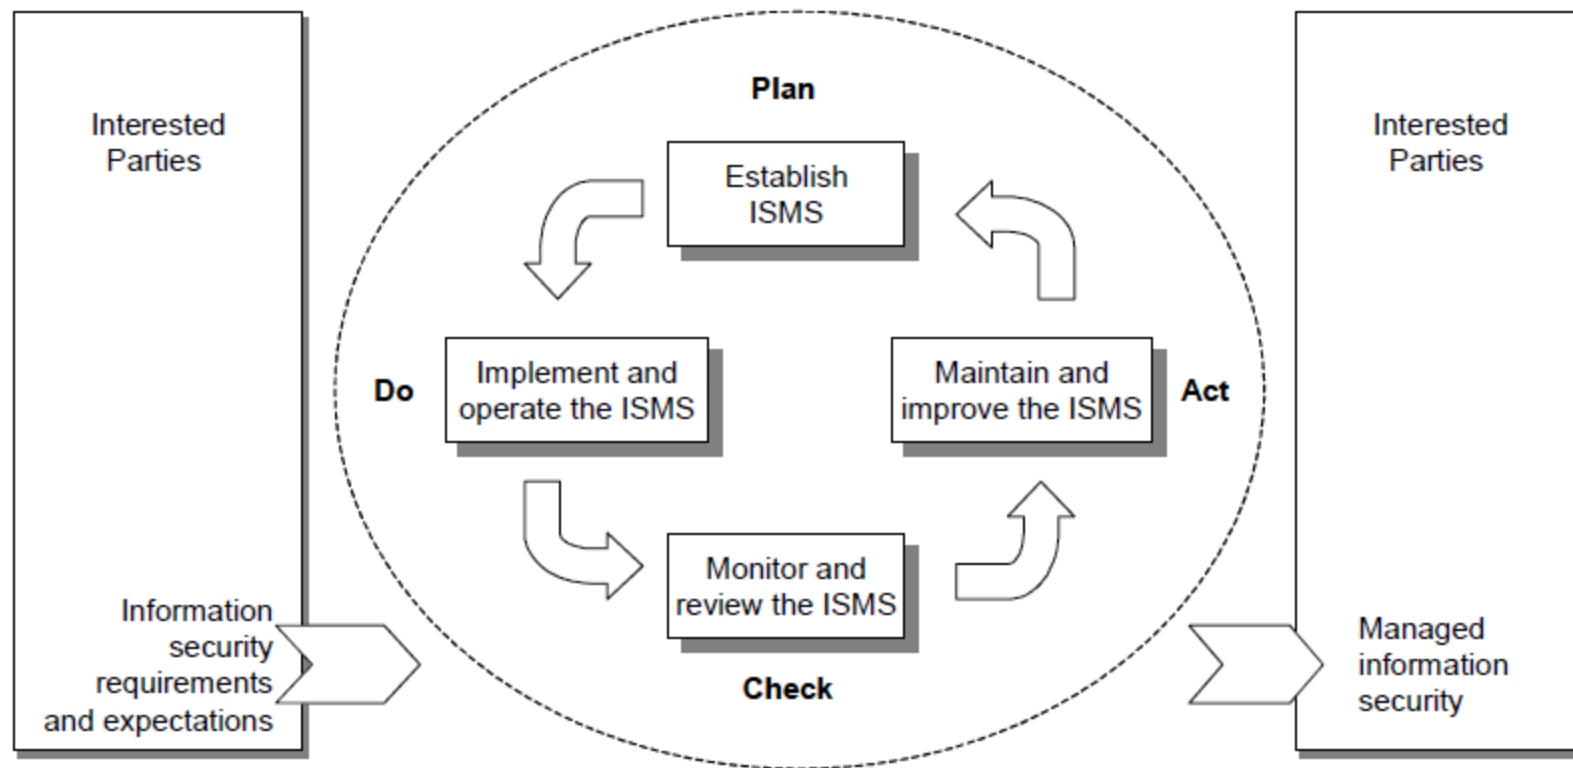 Interested
Parties
Information
security
requirements
and expectations
Plan
Establish
ISMS
Do
Implement and
operate the ISMS
Maintain and
improve the ISMS
Act
Monitor and
review the ISMS
Check
Interested
Parties
Managed
information
security